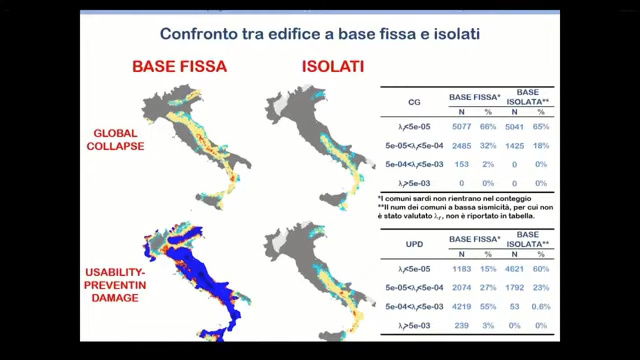 Confronto tra edifice a base fissa e isolati
BASE FISSA
ISOLATI
GLOBAL
COLLAPSE
CG BASE FISSA* BASE ISOLATA**
N % N %
λf<5e-05 5077 66% 5041 65%
5e-05<λf<5e-04 2485 32% 1425 18%
5e-04<λf<5e-03 153 2% 0 0%
λf>5e-03 0 0% 0 0%
*I comuni sardi non rientrano nel conteggio
**Il num dei comuni a bassa sismicità, per cui non
è stato valutato λf, non è riportato in tabella.
USABILITY-
PREVENTIN
DAMAGE
UPD BASE FISSA* BASE ISOLATA**
N % N %
λf<5e-05 1183 15% 4621 60%
5e-05<λf<5e-04 2074 27% 1792 23%
5e-04<λf<5e-03 4219 55% 53 0.6%
λf>5e-03 239 3% 0% 0%